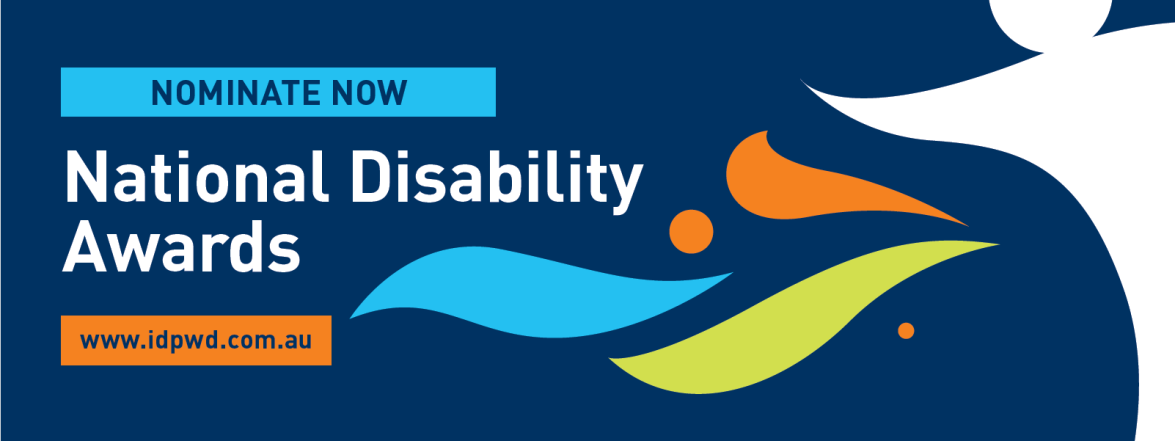 NOMINATE NOW
National Disability
Awards
www.idpwd.com.au